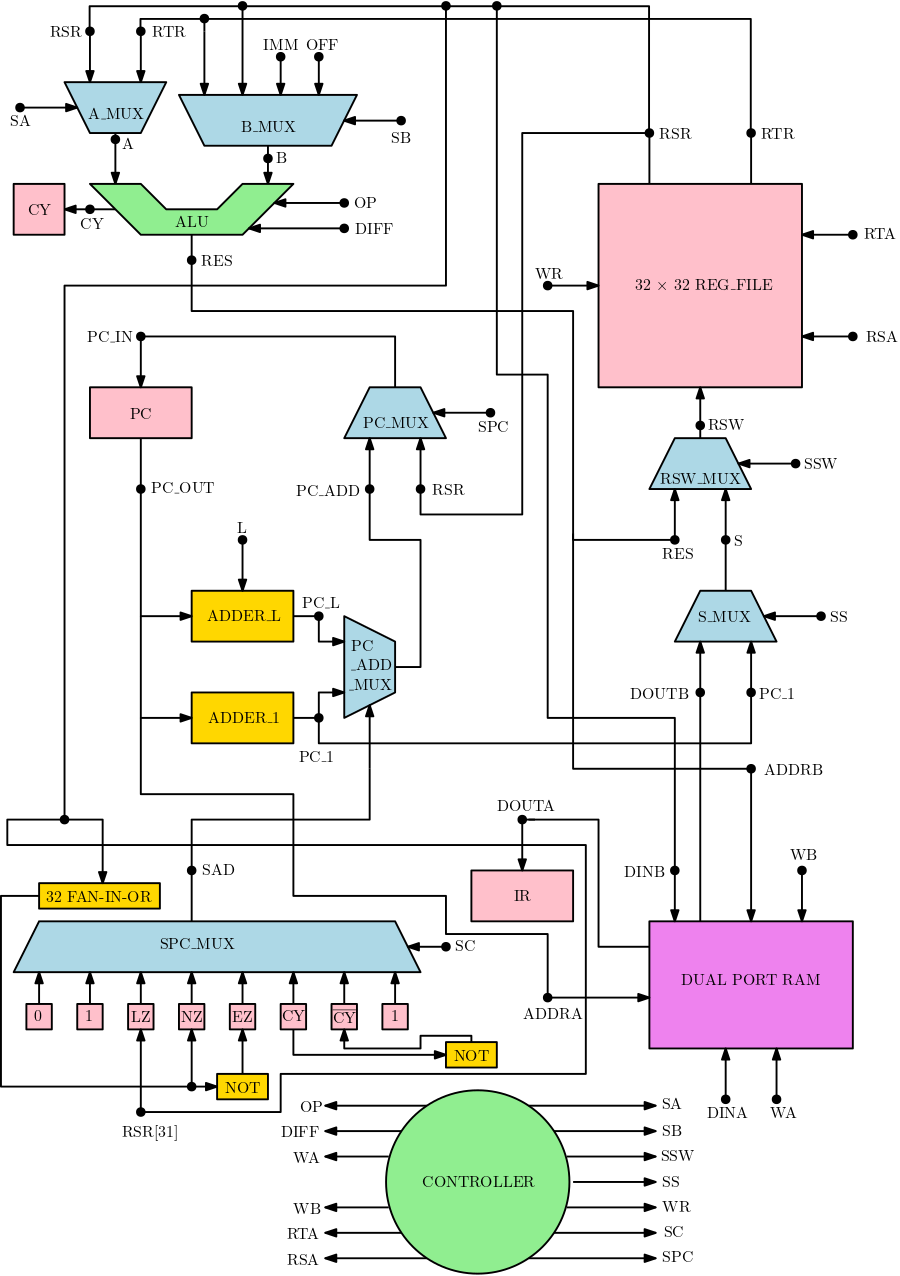 RSR
RTR
IMM
OFF
SA
A_MUX
B_MUX
SB
RSR
RTR
A
B
CY
CY
ALU
OP
DIFF
RTA
RES
WR
32 × 32 REG_FILE
PC_IN
RSA
PC
PC_MUX
SPC
RSW
SSW
RSW_MUX
PC_OUT
PC_ADD
RSR
L
RES
S
PC_L
ADDER_L
S_MUX
SS
PC
_ADD
_MUX
DOUTB
PC_1
ADDER_1
PC_1
ADDRB
DOUTA
WB
SAD
DINB
32 FAN-IN-OR
IR
SPC_MUX
SC
DUAL PORT RAM
0
1
LZ
NZ
EZ
CY
C̅Y̅
1
ADDRA
NOT
NOT
RSR[31]
DINA
WA
OP
SA
DIFF
SB
WA
SSW
CONTROLLER
SS
WB
WR
RTA
SC
RSA
SPC